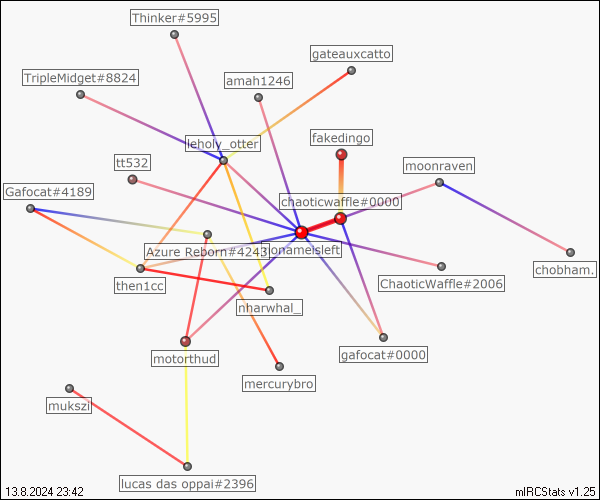 Thinker#5995
gateauxcatto
TripleMidget#8824
amah1246
fakedingo
leholy_otter
tt532
moonraven
Gafocat#4189
chaoticwaffle#0000
Azure Reborn#4243
nonameisleft
chobham.
then1cc
ChaoticWaffle#2006
nharwhal_
motorthud
gafocat#0000
mercurybro
mukszi
lucas das oppai#2396
13.8.2024 23:42
mIRCStats v1.25